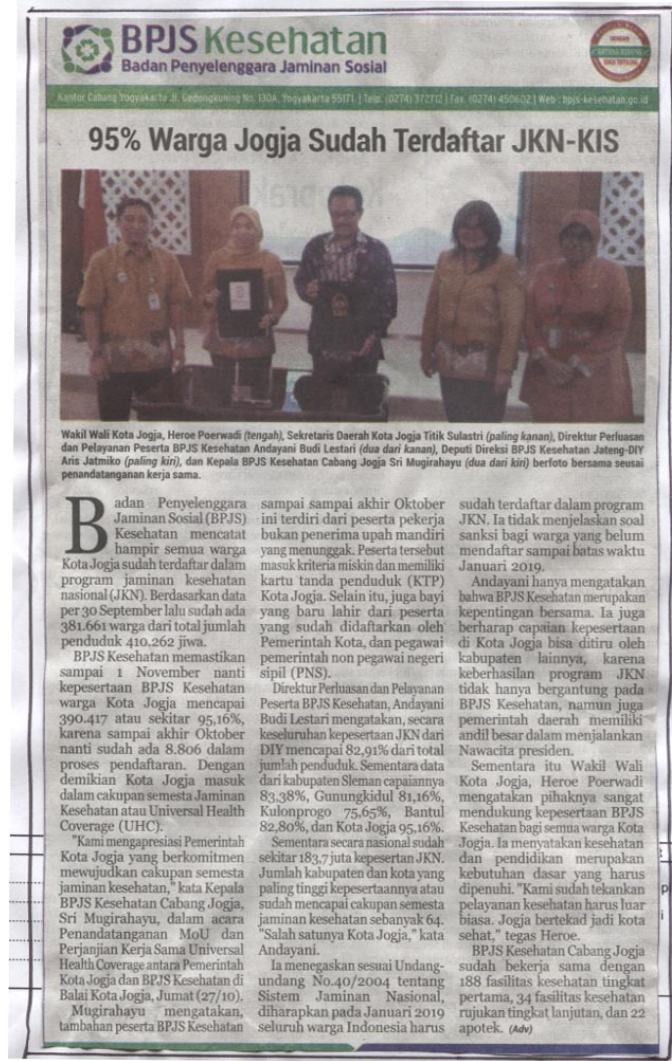 BPJS Kesehatan
Badan Penyelenggara Jaminan Sosial
Kantor Cabang Yogyakarta Jl. Gedongkuning No. 130A, Yogyakarta 55171 | Telp. (0274) 372712 | Fax. (0274) 450602 | Web : bpjs-kesehatan.go.id
95% Warga Jogja Sudah Terdaftar JKN-KIS
Wakil Wali Kota Jogja, Heroe Poerwadi (tengah), Sekretaris Daerah Kota Jogja Titik Sulastri (paling kanan), Direktur Perluasan
dan Pelayanan Peserta BPJS Kesehatan Andayani Budi Lestari (dua dari kanan), Deputi Direksi BPJS Kesehatan Jateng-DIY
Aris Jatmiko (paling kiri), dan Kepala BPJS Kesehatan Cabang Jogja Sri Mugirahayu (dua dari kiri) berfoto bersama seusai
penandatanganan kerja sama.
Badan Penyelenggara
Jaminan Sosial (BPJS)
Kesehatan mencatat
hampir semua warga
Kota Jogja sudah terdaftar dalam
program jaminan kesehatan
nasional (JKN). Berdasarkan data
per 30 September lalu sudah ada
381.661 warga dari total jumlah
penduduk 410.262 jiwa.
BPJS Kesehatan memastikan
sampai 1 November nanti
kepesertaan BPJS Kesehatan
warga Kota Jogja mencapai
390.417 atau sekitar 95,16%,
karena sampai akhir Oktober
nanti sudah ada 8.806 dalam
proses pendaftaran. Dengan
demikian Kota Jogja masuk
dalam cakupan semesta Jaminan
Kesehatan atau Universal Health
Coverage (UHC).
"Kami mengapresiasi Pemerintah
Kota Jogja yang berkomitmen
mewujudkan cakupan semesta
jaminan kesehatan," kata Kepala
BPJS Kesehatan Cabang Jogja,
Sri Mugirahayu, dalam acara
Penandatanganan MoU dan
Perjanjian Kerja Sama Universal
Health Coverage antara Pemerintah
Kota Jogja dan BPJS Kesehatan di
Balai Kota Jogja, Jumat (27/10).
Mugirahayu mengatakan,
tambahan peserta BPJS Kesehatan
sampai sampai akhir Oktober
ini terdiri dari peserta pekerja
bukan penerima upah mandiri
yang menunggak. Peserta tersebut
masuk kriteria miskin dan memiliki
kartu tanda penduduk (KTP)
Kota Jogja. Selain itu, juga bayi
yang baru lahir dari peserta
yang sudah didaftarkan oleh
Pemerintah Kota, dan pegawai
pemerintah non pegawai negeri
sipil (PNS).
Direktur Perluasan dan Pelayanan
Peserta BPJS Kesehatan, Andayani
Budi Lestari mengatakan, secara
keseluruhan kepesertaan JKN dari
DIY mencapai 82,91% dari total
jumlah penduduk. Sementara data
dari kabupaten Sleman capaiannya
83,38%, Gunungkidul 81,16%,
Kulonprogo 75,65%, Bantul
82,80%, dan Kota Jogja 95,16%.
Sementara secara nasional sudah
sekitar 183,7 juta kepesertan JKN.
Jumlah kabupaten dan kota yang
paling tinggi kepesertaannya atau
sudah mencapai cakupan semesta
jaminan kesehatan sebanyak 64.
"Salah satunya Kota Jogja," kata
Andayani.
Ia menegaskan sesuai Undang-
undang No.40/2004 tentang
Sistem Jaminan Nasional,
diharapkan pada Januari 2019
seluruh warga Indonesia harus
sudah terdaftar dalam program
JKN. Ia tidak menjelaskan soal
sanksi bagi warga yang belum
mendaftar sampai batas waktu
Januari 2019.
Andayani hanya mengatakan
bahwa BPJS Kesehatan merupakan
kepentingan bersama. Ia juga
berharap capaian kepesertaan
di Kota Jogja bisa ditiru oleh
kabupaten lainnya, karena
keberhasilan program JKN
tidak hanya bergantung pada
BPJS Kesehatan, namun juga
pemerintah daerah memiliki
andil besar dalam menjalankan
Nawacita presiden.
Sementara itu Wakil Wali
Kota Jogja, Heroe Poerwadi
mengatakan pihaknya sangat
mendukung kepesertaan BPJS
Kesehatan bagi semua warga Kota
Jogja. Ia menyatakan kesehatan
dan pendidikan merupakan
kebutuhan dasar yang harus
dipenuhi. "Kami sudah tekankan
pelayanan kesehatan harus luar
biasa. Jogja bertekad jadi kota
sehat," tegas Heroe.
BPJS Kesehatan Cabang Jogja
sudah bekerja sama dengan
188 fasilitas kesehatan tingkat
pertama, 34 fasilitas kesehatan
rujukan tingkat lanjutan, dan 22
apotek. (Adv)